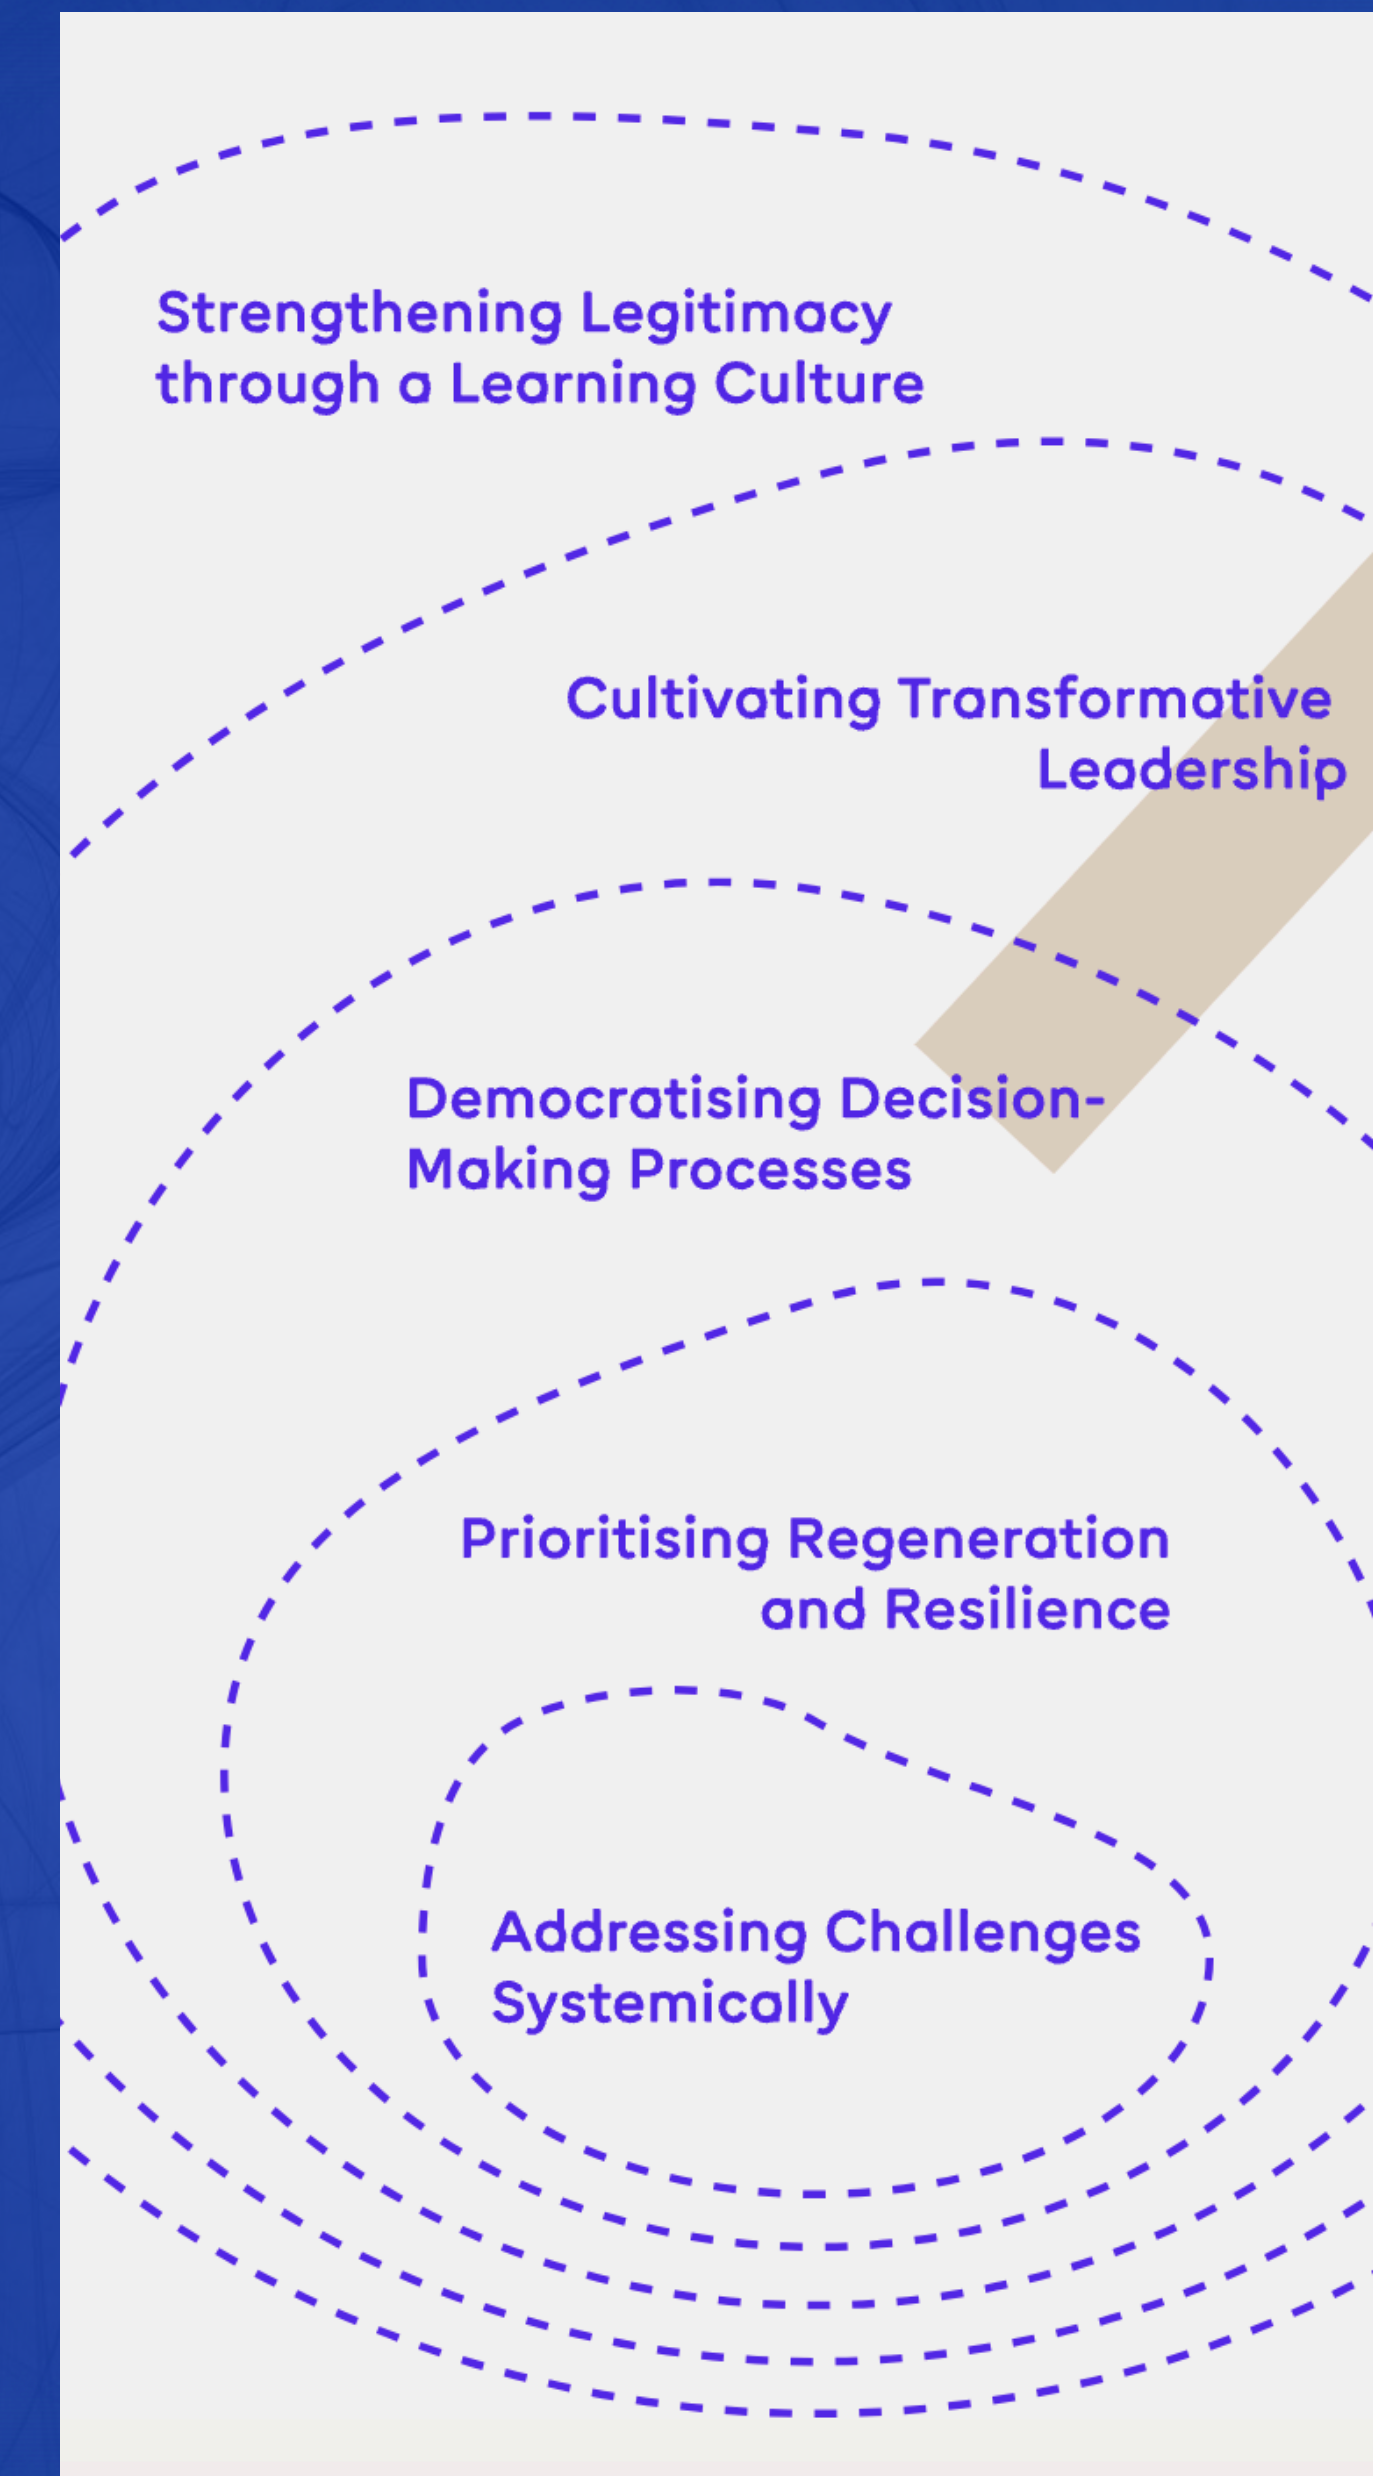 Strengthening Legitimacy
through a Learning Culture
Cultivating Transformative
Leadership
Democratising Decision-
Making Processes
Prioritising Regeneration
and Resilience
Addressing Challenges
Systemically